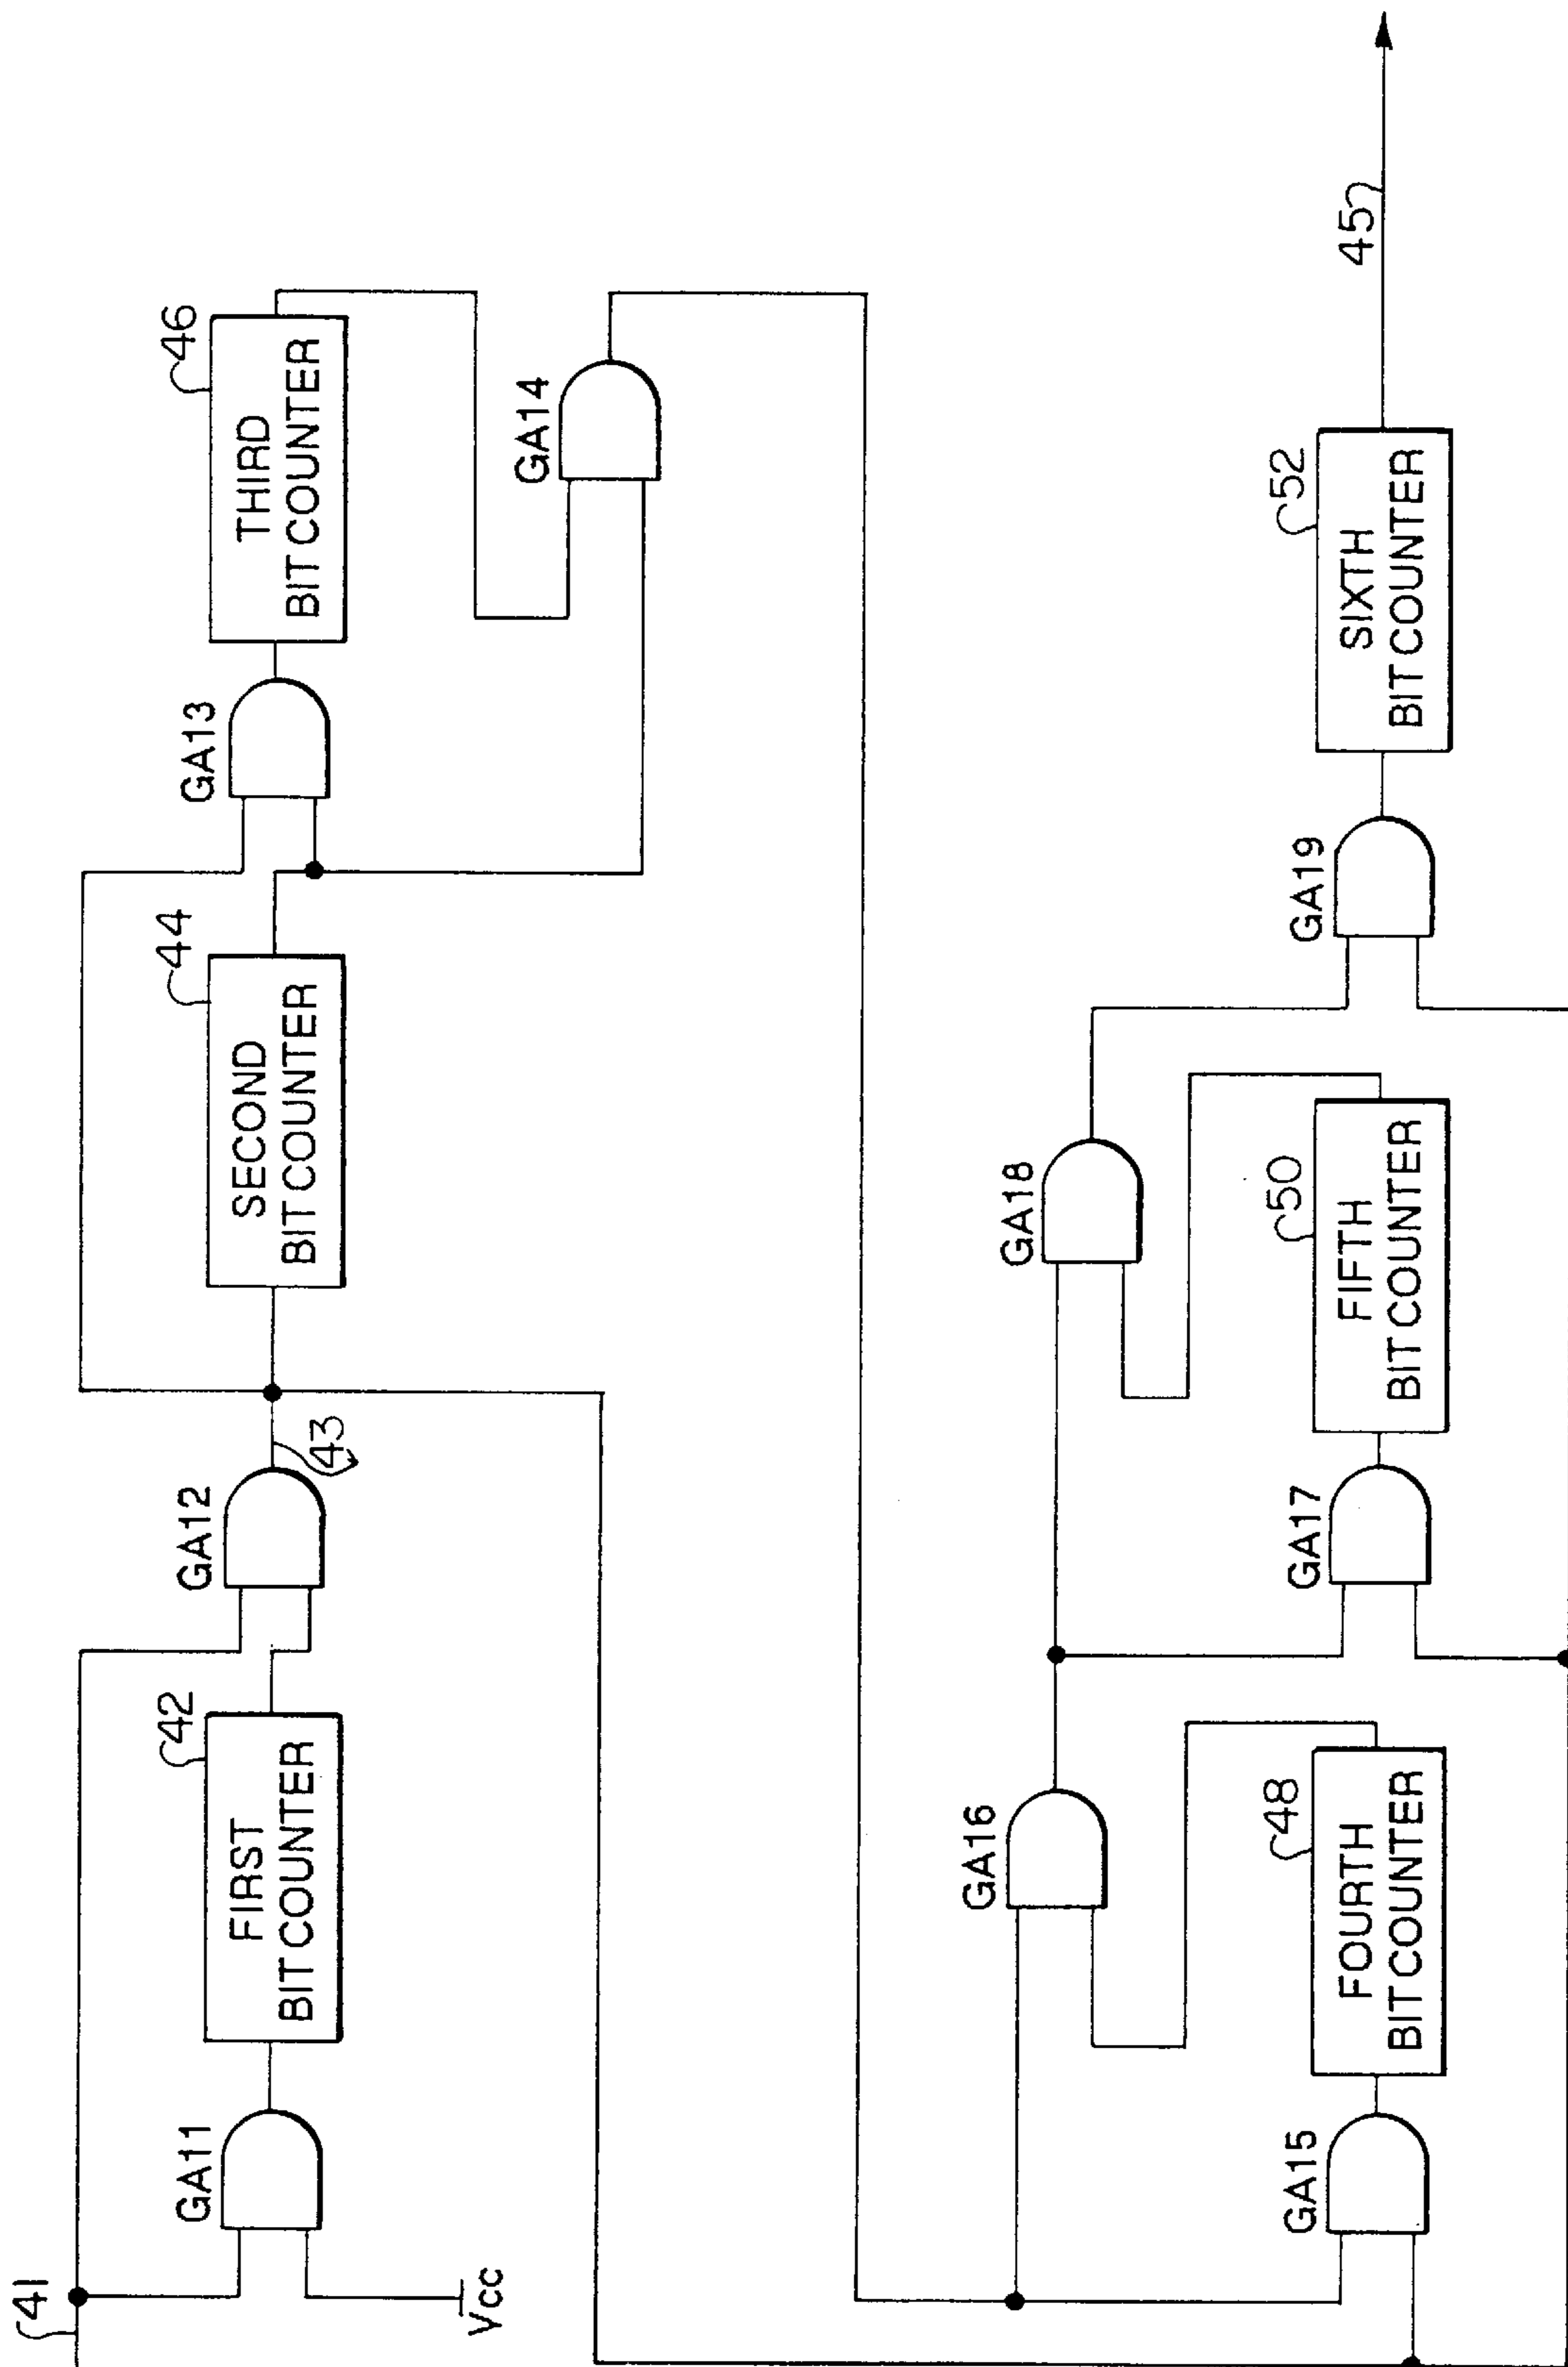 41
GA11
Vcc
FIRST
BIT COUNTER
42
GA12
43
SECOND
BIT COUNTER
44
GA13
THIRD
BIT COUNTER
46
GA14
GA15
FOURTH
BIT COUNTER
48
GA16
GA17
FIFTH
BIT COUNTER
50
GA18
GA19
SIXTH
BIT COUNTER
52
45